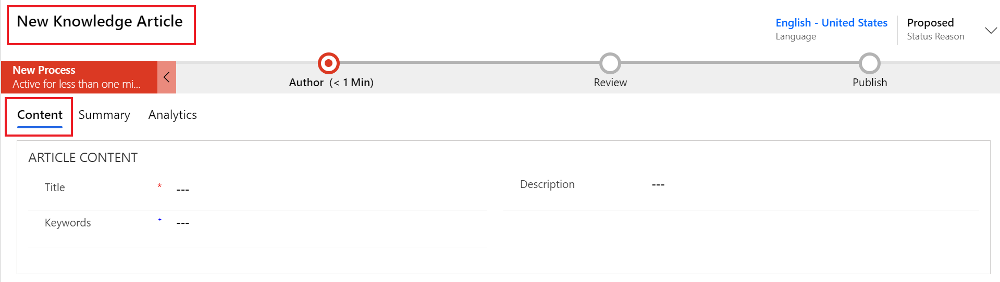 New Knowledge Article
English - United States
Language
Proposed
Status Reason
New Process
Active for less than one mi...
Author (< 1 Min)
Review
Publish
Content Summary Analytics
ARTICLE CONTENT
Title * ---
Description ---
Keywords + ---